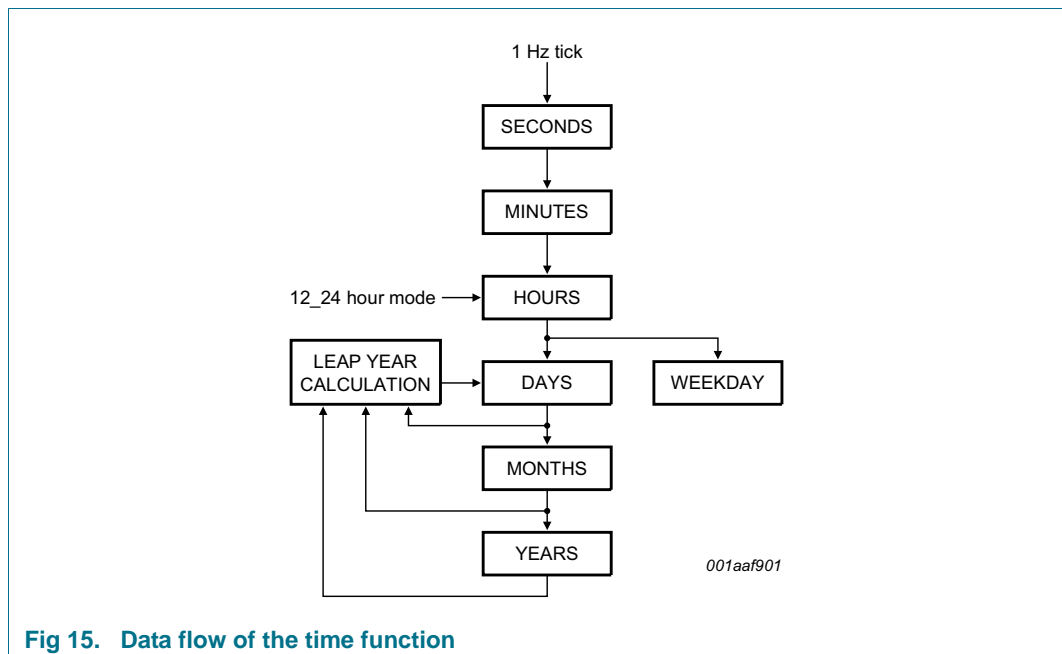 1 Hz tick
SECONDS
MINUTES
12_24 hour mode
HOURS
LEAP YEAR
CALCULATION
DAYS
WEEKDAY
MONTHS
YEARS
001aaf901
Fig 15. Data flow of the time function